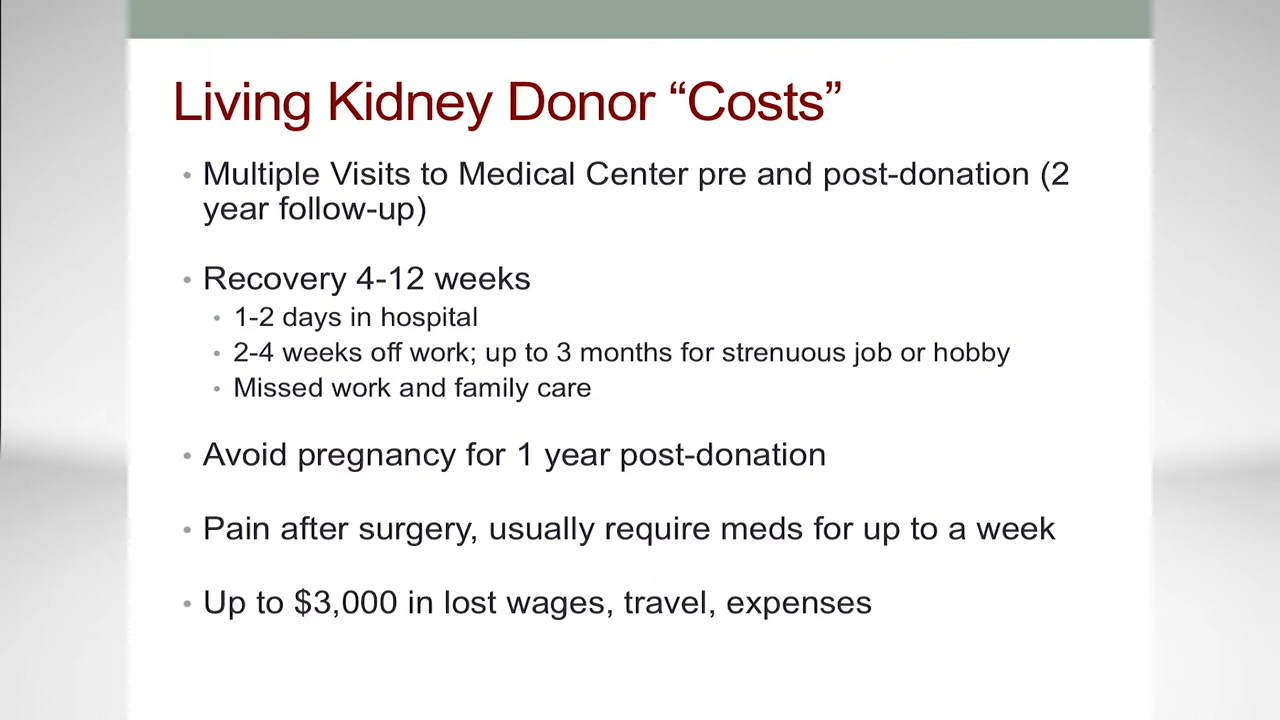 Living Kidney Donor “Costs”
• Multiple Visits to Medical Center pre and post-donation (2
year follow-up)
• Recovery 4-12 weeks
• 1-2 days in hospital
• 2-4 weeks off work; up to 3 months for strenuous job or hobby
• Missed work and family care
• Avoid pregnancy for 1 year post-donation
• Pain after surgery, usually require meds for up to a week
• Up to $3,000 in lost wages, travel, expenses